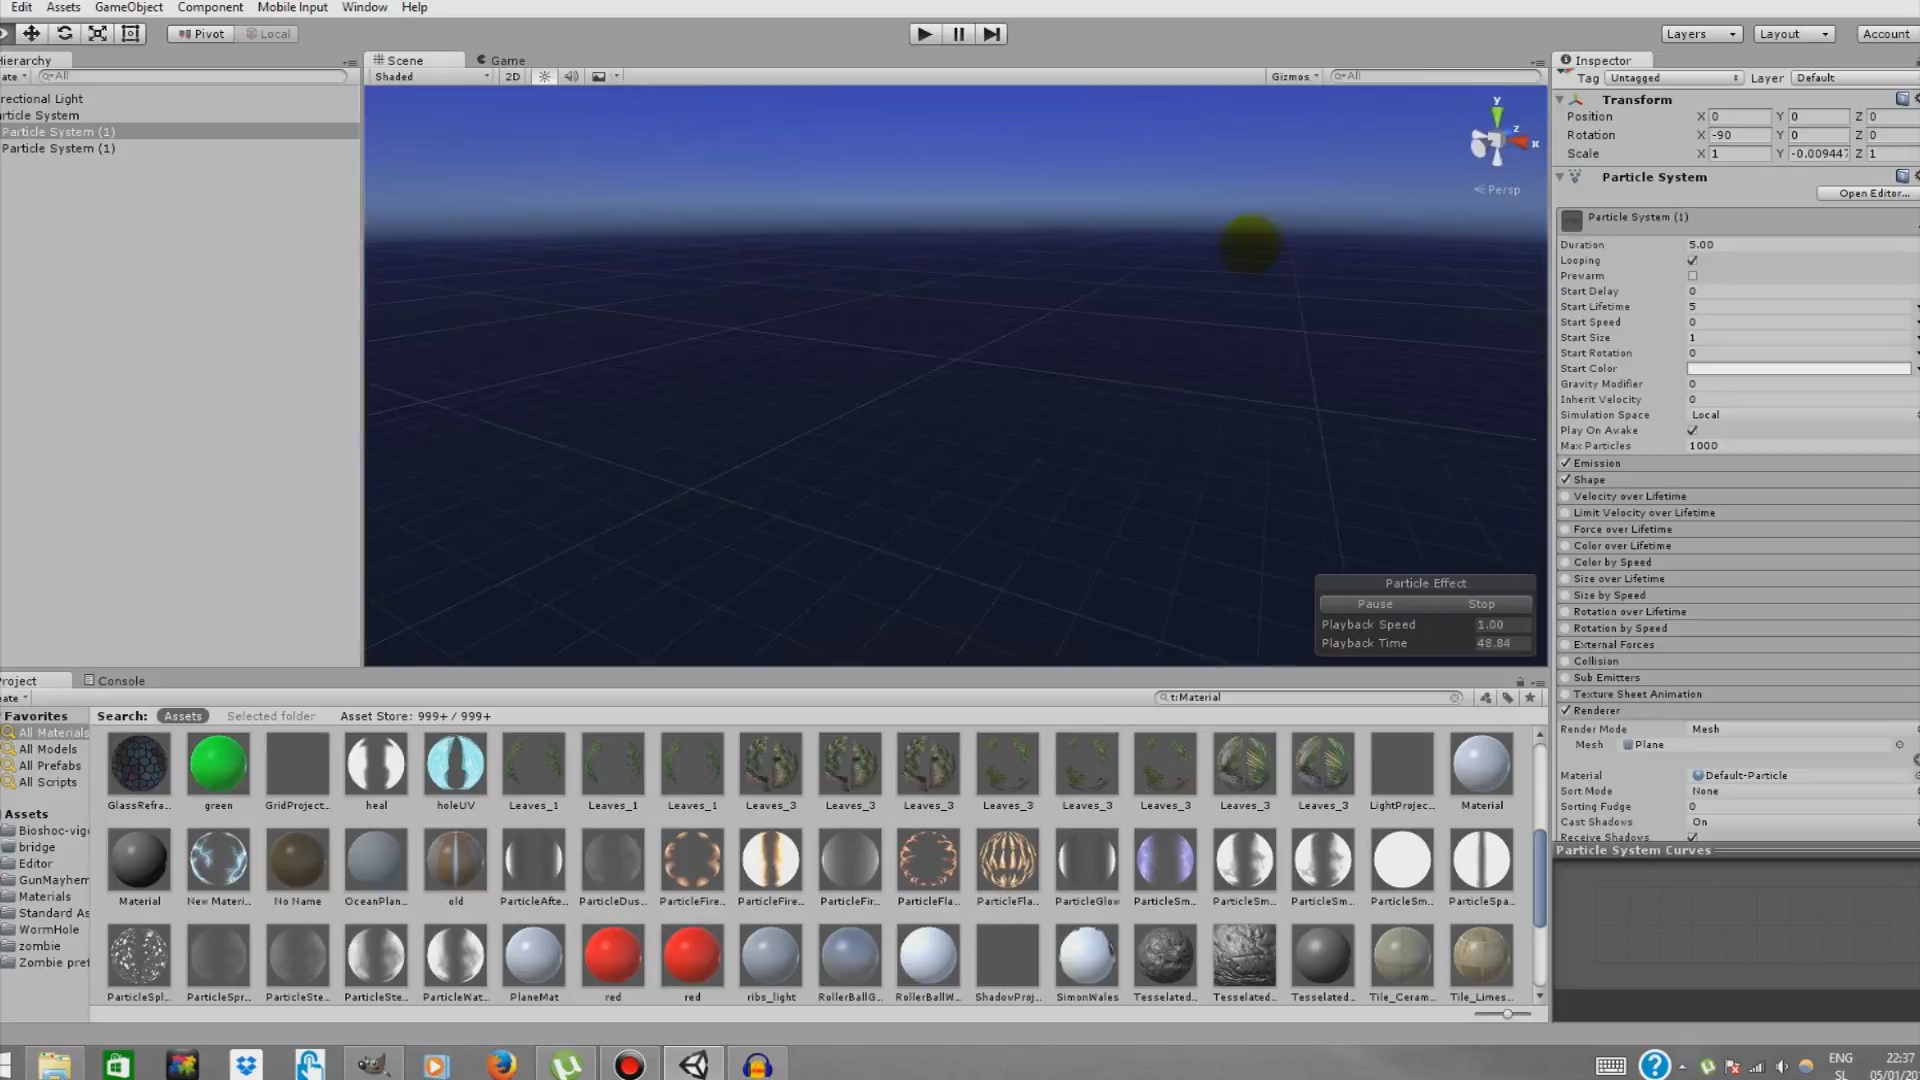 Edit Assets GameObject Component Mobile Input Window Help
Pivot Local
Layers Layout Account
Hierarchy Scene Game Inspector
All Shaded 2D Gizmos All
Tag Untagged Layer Default
rectional Light
article System
Particle System (1)
Particle System (1)
y
z
x
Persp
Transform
Position X 0 Y 0 Z 0
Rotation X -90 Y 0 Z 0
Scale X 1 Y -0.009447 Z 1
Particle System
Open Editor...
Particle System (1)
Duration 5.00
Looping
Prewarm
Start Delay 0
Start Lifetime 5
Start Speed 0
Start Size 1
Start Rotation 0
Start Color
Gravity Modifier 0
Inherit Velocity 0
Simulation Space Local
Play On Awake
Max Particles 1000
Emission
Shape
Velocity over Lifetime
Limit Velocity over Lifetime
Force over Lifetime
Color over Lifetime
Color by Speed
Size over Lifetime
Size by Speed
Rotation over Lifetime
Rotation by Speed
External Forces
Collision
Sub Emitters
Texture Sheet Animation
Renderer
Render Mode Mesh
Mesh Plane
Material Default-Particle
Sort Mode None
Sorting Fudge 0
Cast Shadows On
Receive Shadows
Particle System Curves
Particle Effect
Pause Stop
Playback Speed 1.00
Playback Time 48.84
Project Console
t:Material
Search: Assets Selected folder Asset Store: 999+ / 999+
Favorites
All Materials
All Models
All Prefabs
All Scripts
Assets
Bioshoc-vig
bridge
Editor
GunMayhem
Materials
Standard As
WormHole
zombie
Zombie pref
GlassRefra... green GridProject... heal holeUV Leaves_1 Leaves_1 Leaves_1 Leaves_3 Leaves_3 Leaves_3 Leaves_3 Leaves_3 Leaves_3 Leaves_3 Leaves_3 LightProjec... Material
Material New Materi... No Name OceanPlan... old ParticleAfte... ParticleDus... ParticleFire... ParticleFire... ParticleFir... ParticleFla... ParticleFla... ParticleGlow ParticleSm... ParticleSm... ParticleSm... ParticleSm... ParticleSpa...
ParticleSpl... ParticleSpr... ParticleSte... ParticleSte... ParticleWat... PlaneMat red red ribs_light RollerBallG... RollerBallW... ShadowProj... SimonWales Tesselated... Tesselated... Tesselated... Tile_Ceram... Tile_Limes...
ENG 22:37
SL 05/01/20